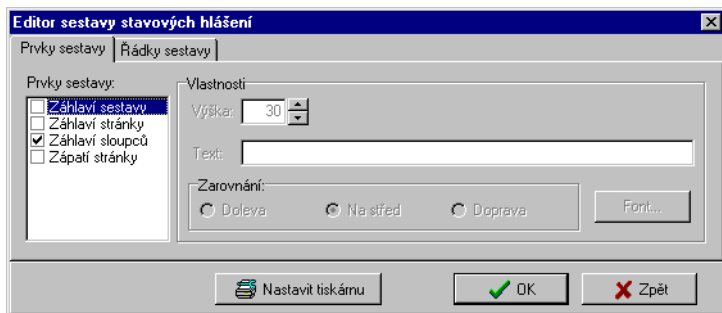 Editor sestavy stavových hlášení
Prvky sestavy Řádky sestavy
Prvky sestavy:
Záhlaví sestavy
Záhlaví stránky
Záhlaví sloupců
Zápatí stránky
Vlastnosti
Výška: 30
Text:
Zarovnání:
Doleva Na střed Doprava
Font...
Nastavit tiskárnu OK Zpět